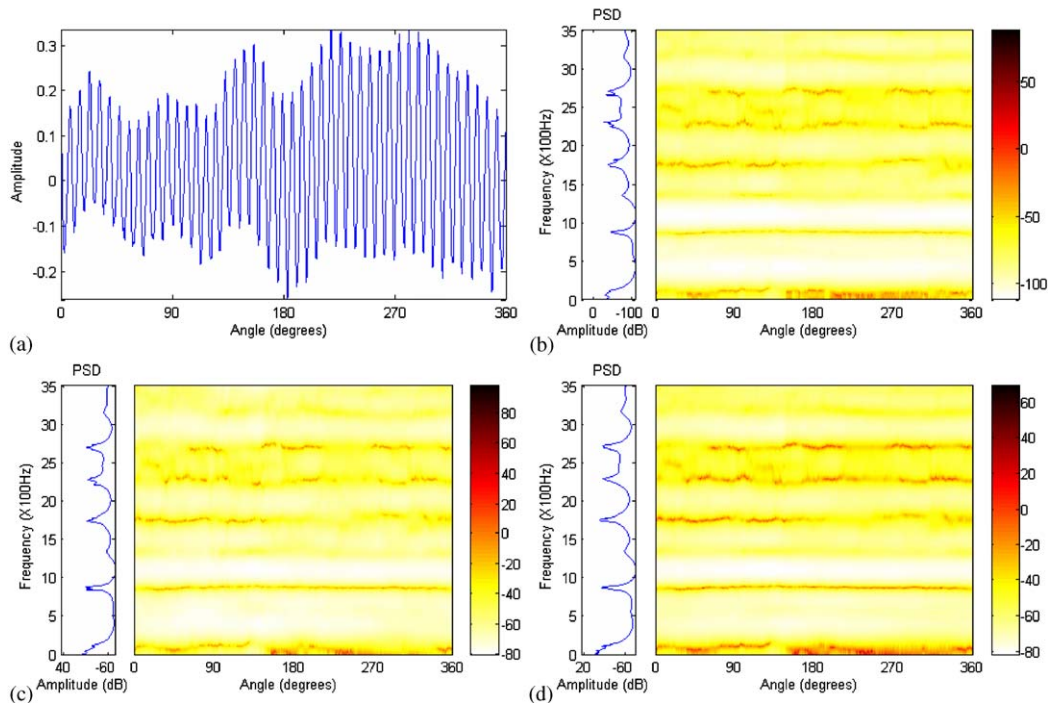 0.3
0.2
0.1
0
-0.1
-0.2
Amplitude
0 90 180 270 360
Angle (degrees)
(a)
PSD
35
30
25
20
15
10
5
0
Frequency (X100Hz)
0 -100
Amplitude (dB)
0 90 180 270 360
Angle (degrees)
50
0
-50
-100
(b)
PSD
35
30
25
20
15
10
5
0
Frequency (X100Hz)
40 -60
Amplitude (dB)
0 90 180 270 360
Angle (degrees)
80
60
40
20
0
-20
-40
-60
-80
(c)
PSD
35
30
25
20
15
10
5
0
Frequency (X100Hz)
20 -60
Amplitude (dB)
0 90 180 270 360
Angle (degrees)
60
40
20
0
-20
-40
-60
-80
(d)